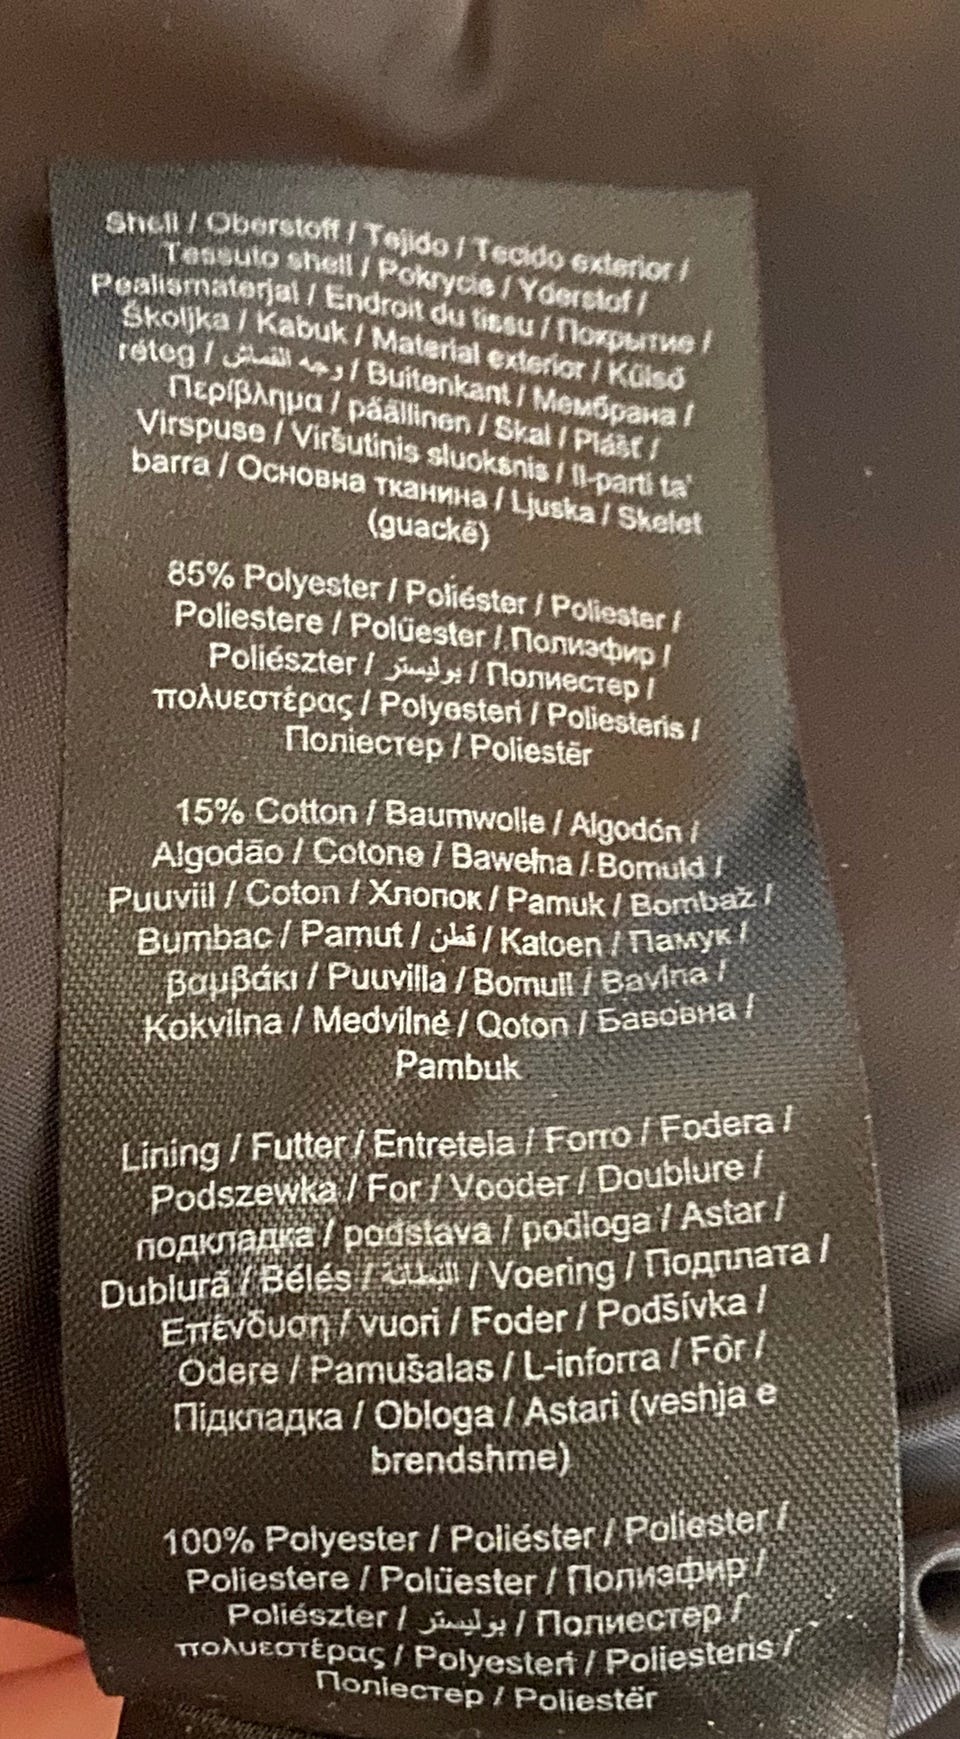 Shell / Oberstoff / Tejido / Tecido exterior /
Tessuto shell / Pokrycie / Yderstof /
Pealismaterjal / Endroit du tissu / Покрытие /
Školjka / Kabuk / Material exterior / Külső
réteg / وجه القماش / Buitenkant / Мембрана /
Περίβλημα / päällinen / Skal / Plášť /
Virspuse / Viršutinis sluoksnis / Il-parti ta'
barra / Основна тканина / Ljuska / Skelet
(guackë)
85% Polyester / Poliéster / Poliester /
Poliestere / Polüester / Полиэфир /
Poliészter / بوليستر / Полиестер /
πολυεστέρας / Polyesteri / Poliesteris /
Поліестер / Poliestër
15% Cotton / Baumwolle / Algodón /
Algodão / Cotone / Bawełna / Bomuld /
Puuviil / Coton / Хлопок / Pamuk / Bombaž /
Bumbac / Pamut / قطن / Katoen / Памук /
βαμβάκι / Puuvilla / Bomull / Bavlna /
Kokvilna / Medvilnė / Qoton / Бавовна /
Pambuk
Lining / Futter / Entretela / Forro / Fodera /
Podszewka / For / Vooder / Doublure /
подкладка / podstava / podloga / Astar /
Dublură / Bélés / البطانة / Voering / Подплата /
Επένδυση / vuori / Foder / Podšívka /
Odere / Pamušalas / L-inforra / Fôr /
Підкладка / Obloga / Astari (veshja e
brendshme)
100% Polyester / Poliéster / Poliester /
Poliestere / Polüester / Полиэфир /
Poliészter / بوليستر / Полиестер /
πολυεστέρας / Polyesteri / Poliesteris /
Поліестер / Poliestër